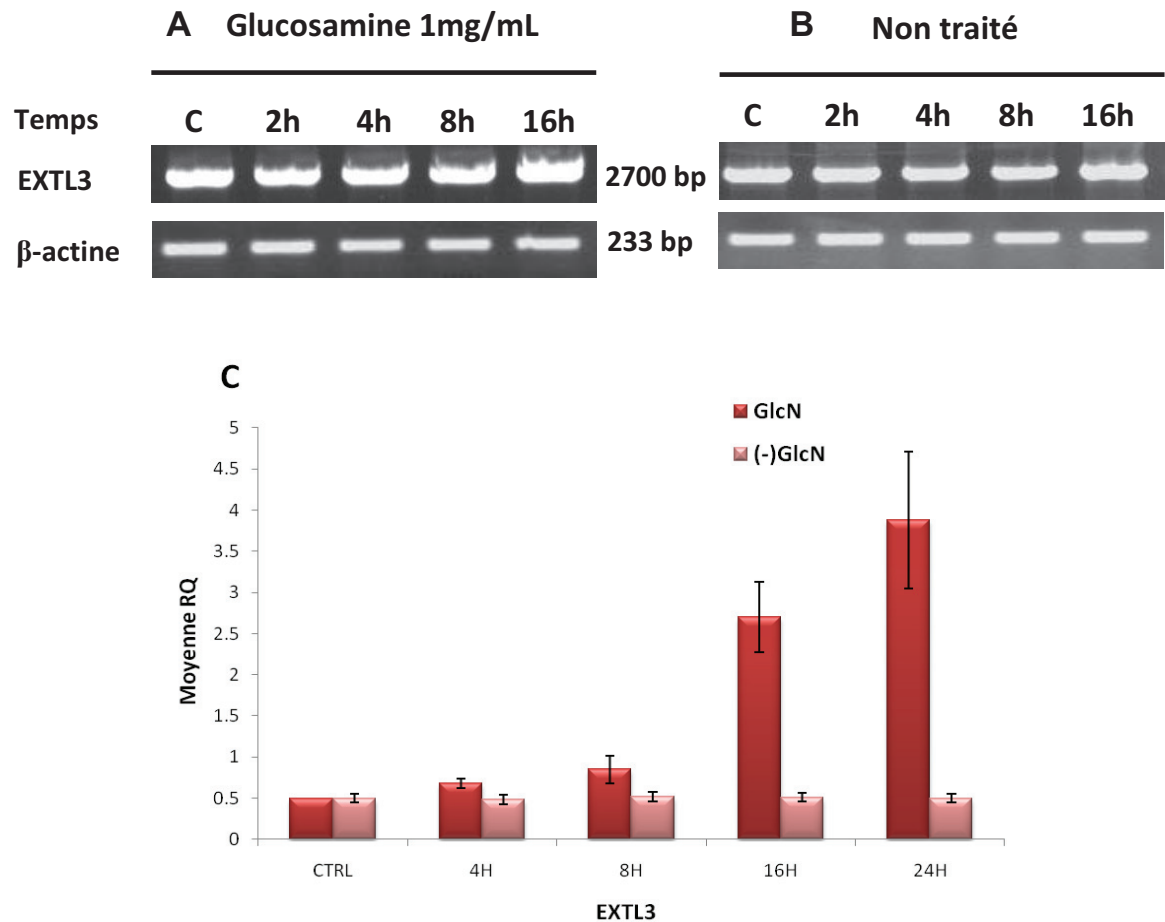 A Glucosamine 1mg/mL
B Non traité
Temps C 2h 4h 8h 16h
C 2h 4h 8h 16h
EXTL3 2700 bp
β-actine 233 bp
C
GlcN
(-)GlcN
5
4.5
4
3.5
3
2.5
2
1.5
1
0.5
0
Moyenne RQ
CTRL 4H 8H 16H 24H
EXTL3